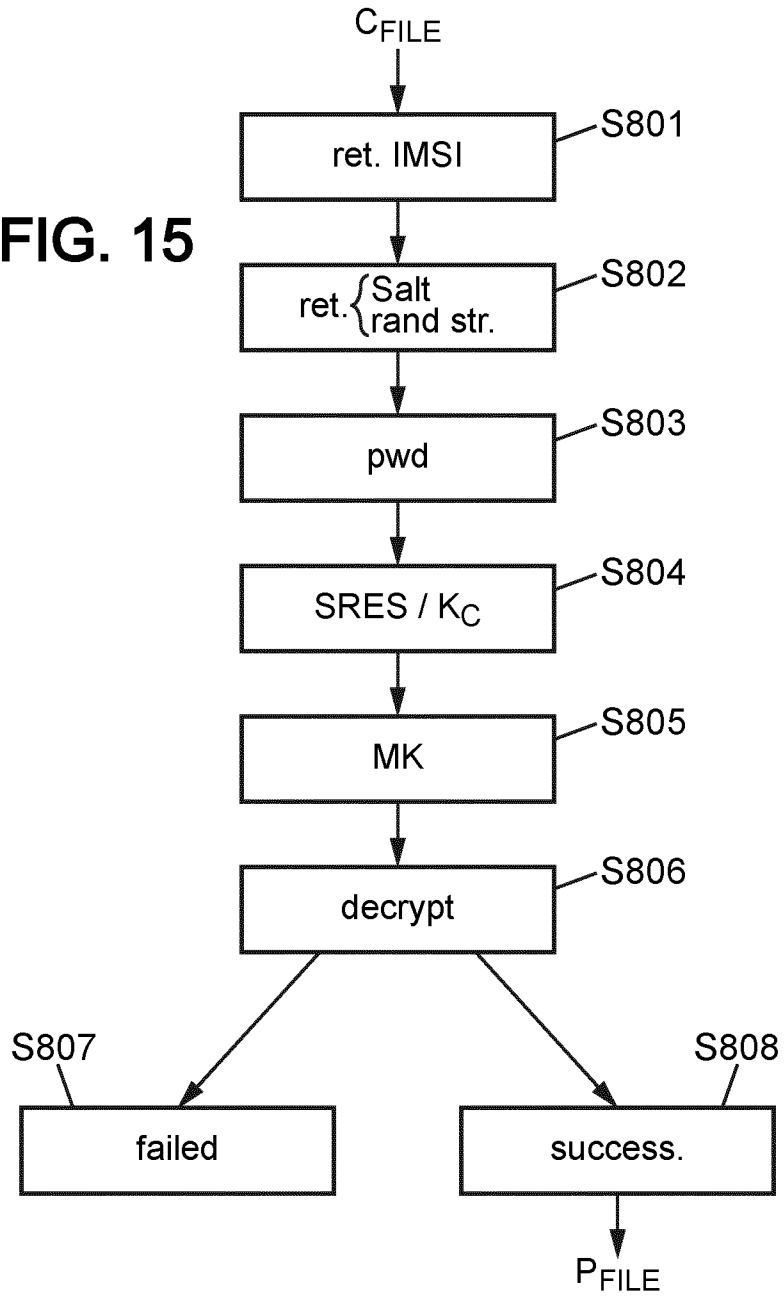 C_FILE
S801
ret. IMSI
FIG. 15
S802
ret. { Salt
rand str.
S803
pwd
S804
SRES / K_C
S805
MK
S806
decrypt
S807
S808
failed
success.
P_FILE